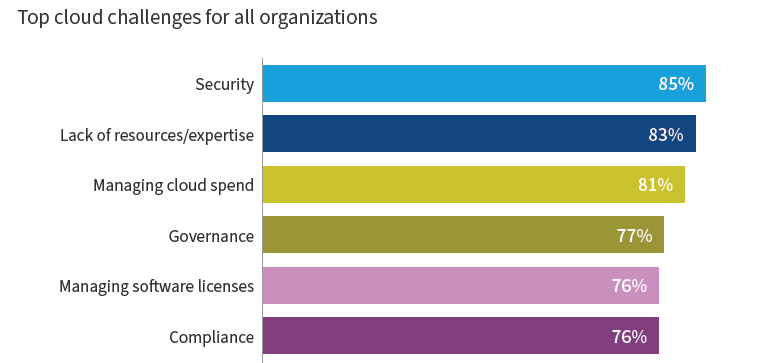 Top cloud challenges for all organizations
Security 85%
Lack of resources/expertise 83%
Managing cloud spend 81%
Governance 77%
Managing software licenses 76%
Compliance 76%